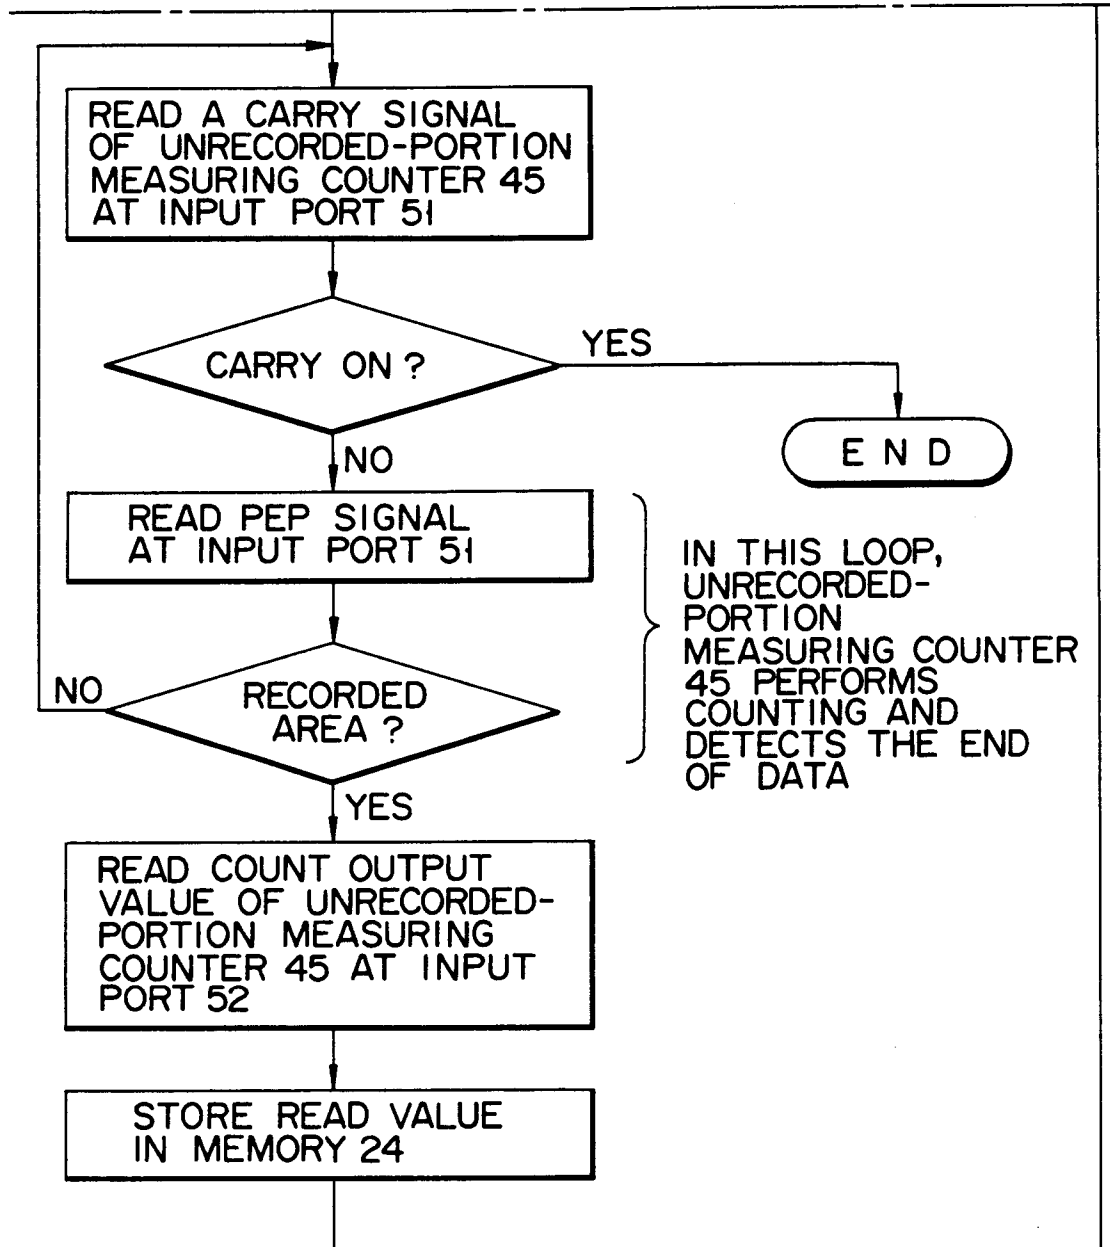 READ A CARRY SIGNAL
OF UNRECORDED-PORTION
MEASURING COUNTER 45
AT INPUT PORT 51
CARRY ON?
YES
END
NO
READ PEP SIGNAL
AT INPUT PORT 51
IN THIS LOOP,
UNRECORDED-
PORTION
MEASURING COUNTER
45 PERFORMS
COUNTING AND
DETECTS THE END
OF DATA
NO
RECORDED
AREA?
YES
READ COUNT OUTPUT
VALUE OF UNRECORDED-
PORTION MEASURING
COUNTER 45 AT INPUT
PORT 52
STORE READ VALUE
IN MEMORY 24